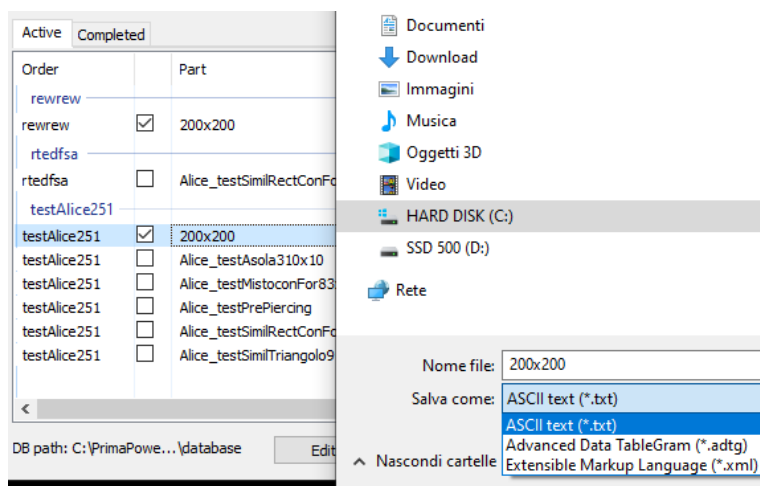 Active Completed
Order Part
rewrew
rewrew 200x200
rtedfsa
rtedfsa Alice_testSimilRectConFo
testAlice251
testAlice251 200x200
testAlice251 Alice_testAsola310x10
testAlice251 Alice_testMistoconFor83
testAlice251 Alice_testPrePiercing
testAlice251 Alice_testSimilRectConFo
testAlice251 Alice_testSimilTriangolo9
DB path: C:\PrimaPowe...\database Edit
Documenti
Download
Immagini
Musica
Oggetti 3D
Video
HARD DISK (C:)
SSD 500 (D:)
Rete
Nome file: 200x200
Salva come: ASCII text (*.txt)
ASCII text (*.txt)
Advanced Data TableGram (*.adtg)
Nascondi cartelle Extensible Markup Language (*.xml)